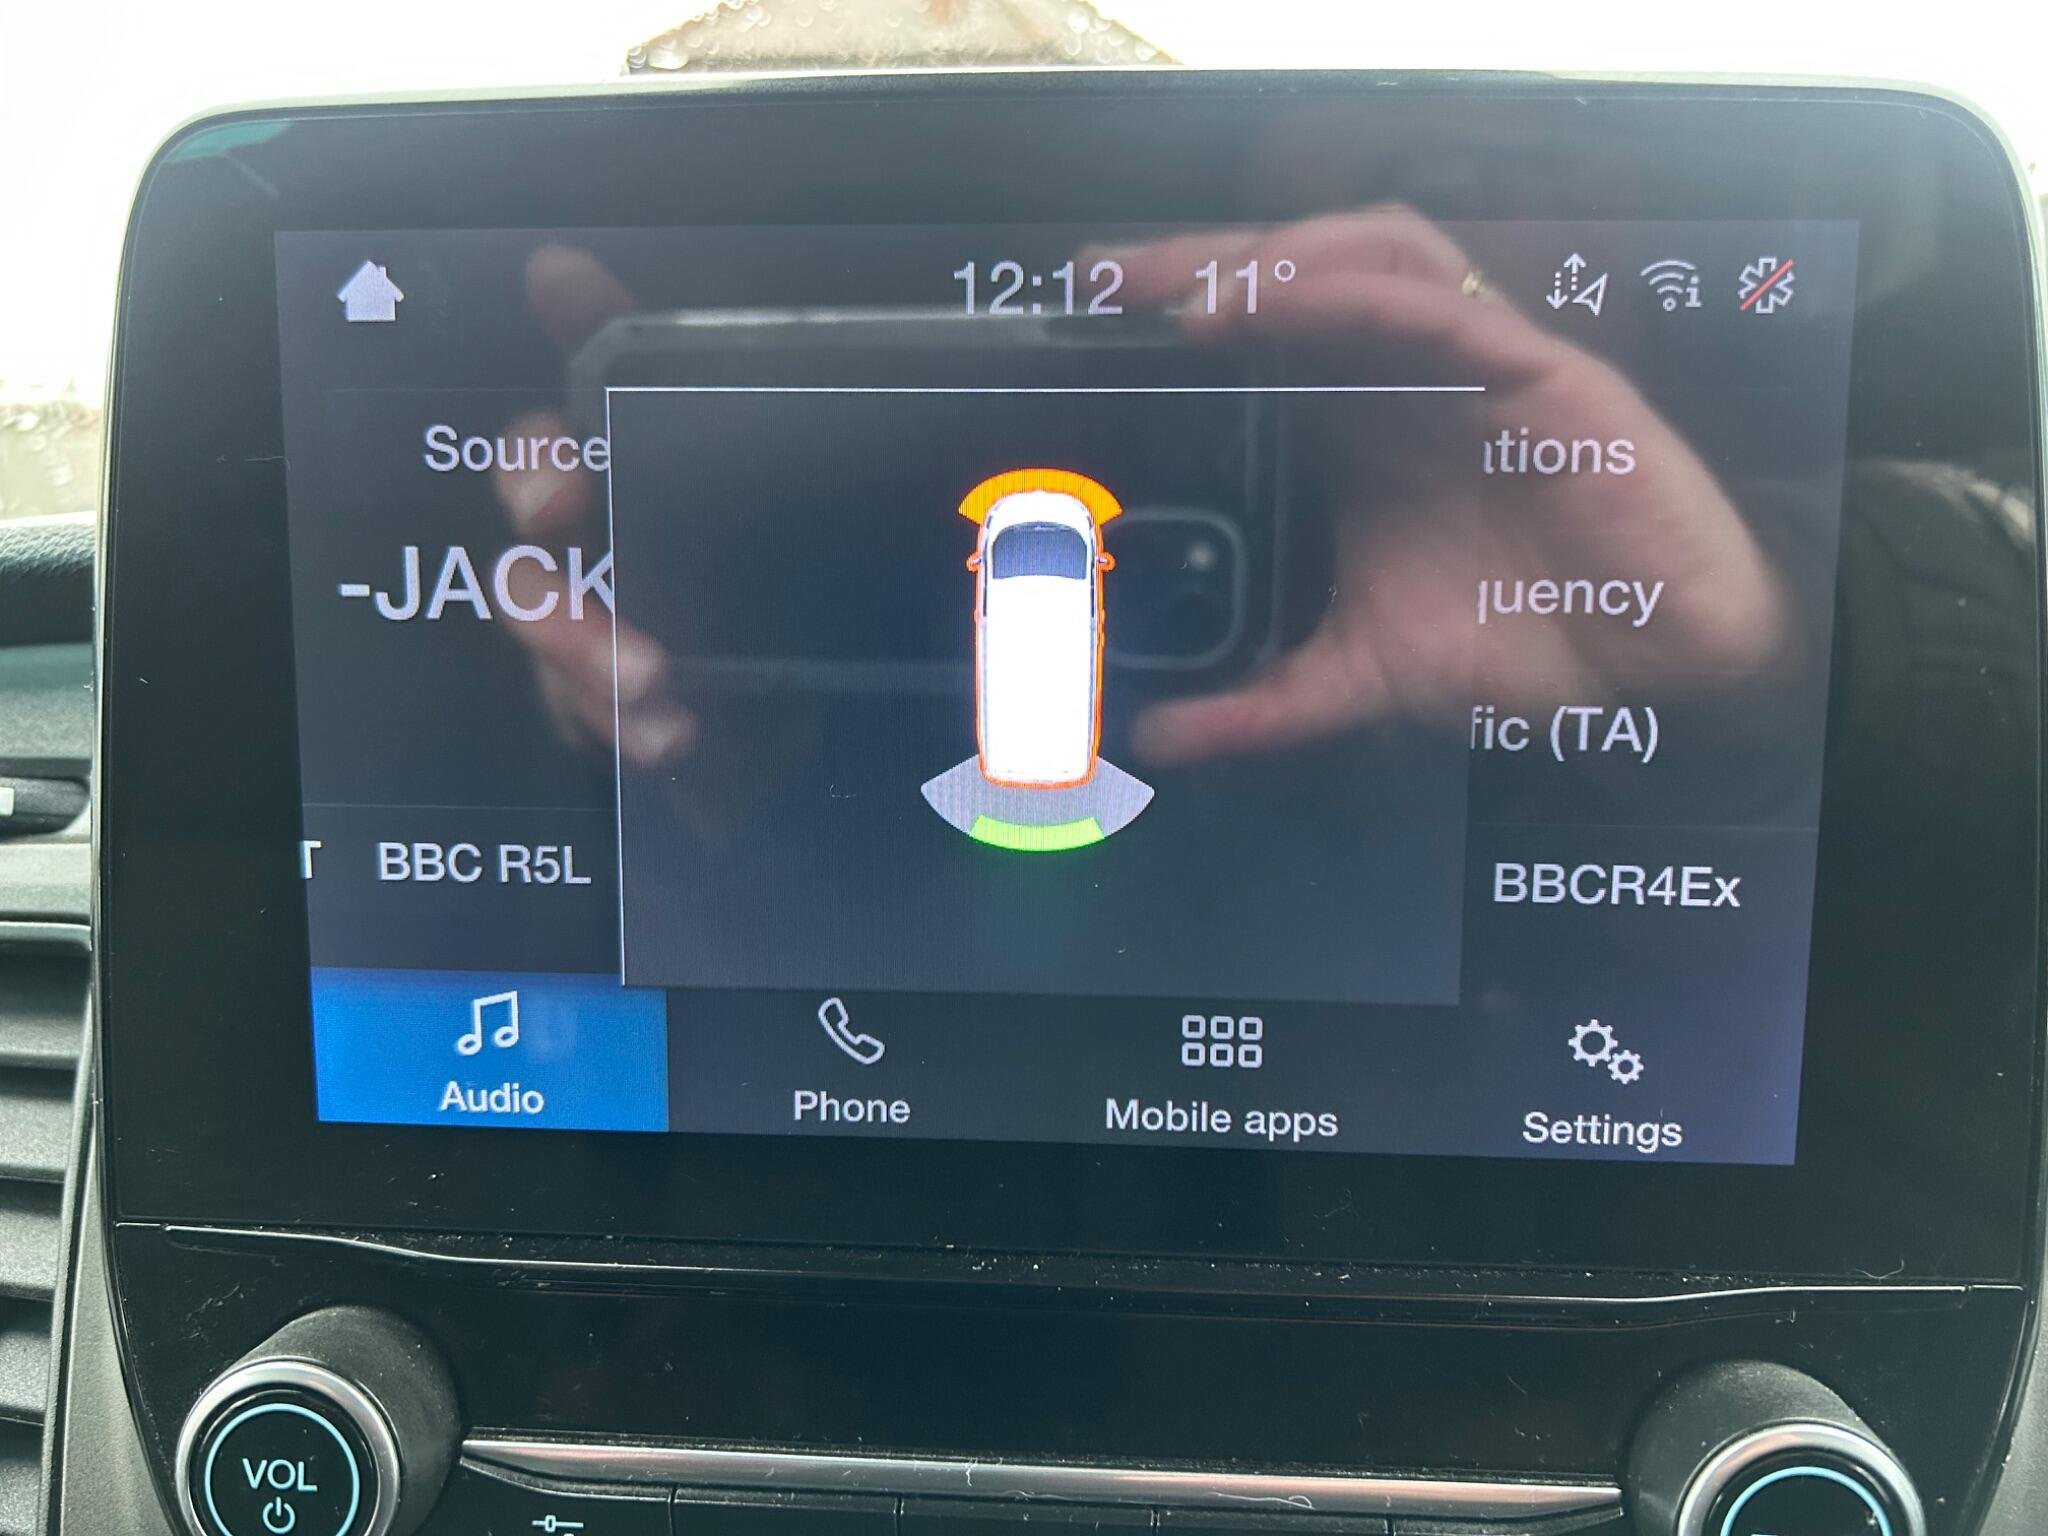 12:12 11°
Source
ations
-JACK
quency
fic (TA)
T BBC R5L
BBCR4Ex
Audio
Phone
Mobile apps
Settings
VOL